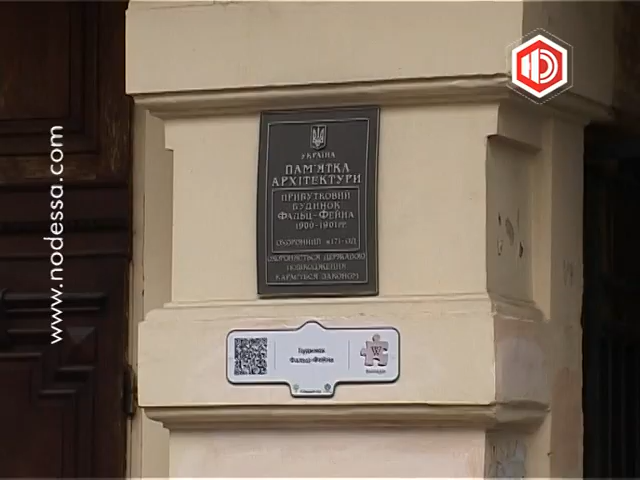 УКРАЇНА
ПАМ'ЯТКА
АРХІТЕКТУРИ
ПРИБУТКОВИЙ
БУДИНОК
ФАЛЬЦ-ФЕЙНА
1900-1901РР.
ОХОРОННИЙ №171-ОД
ОХОРОНЯЄТЬСЯ ДЕРЖАВОЮ
ПОШКОДЖЕННЯ
КАРАЄТЬСЯ ЗАКОНОМ
Будинок
Фальц-Фейна
W
www.nodessa.com